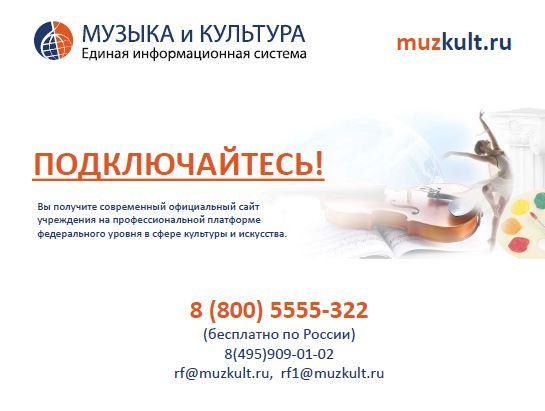 МУЗЫКА и КУЛЬТУРА
Единая информационная система
muzkult.ru
ПОДКЛЮЧАЙТЕСЬ!
Вы получите современный официальный сайт
учреждения на профессиональной платформе
федерального уровня в сфере культуры и искусства.
8 (800) 5555-322
(бесплатно по России)
8(495)909-01-02
rf@muzkult.ru, rf1@muzkult.ru